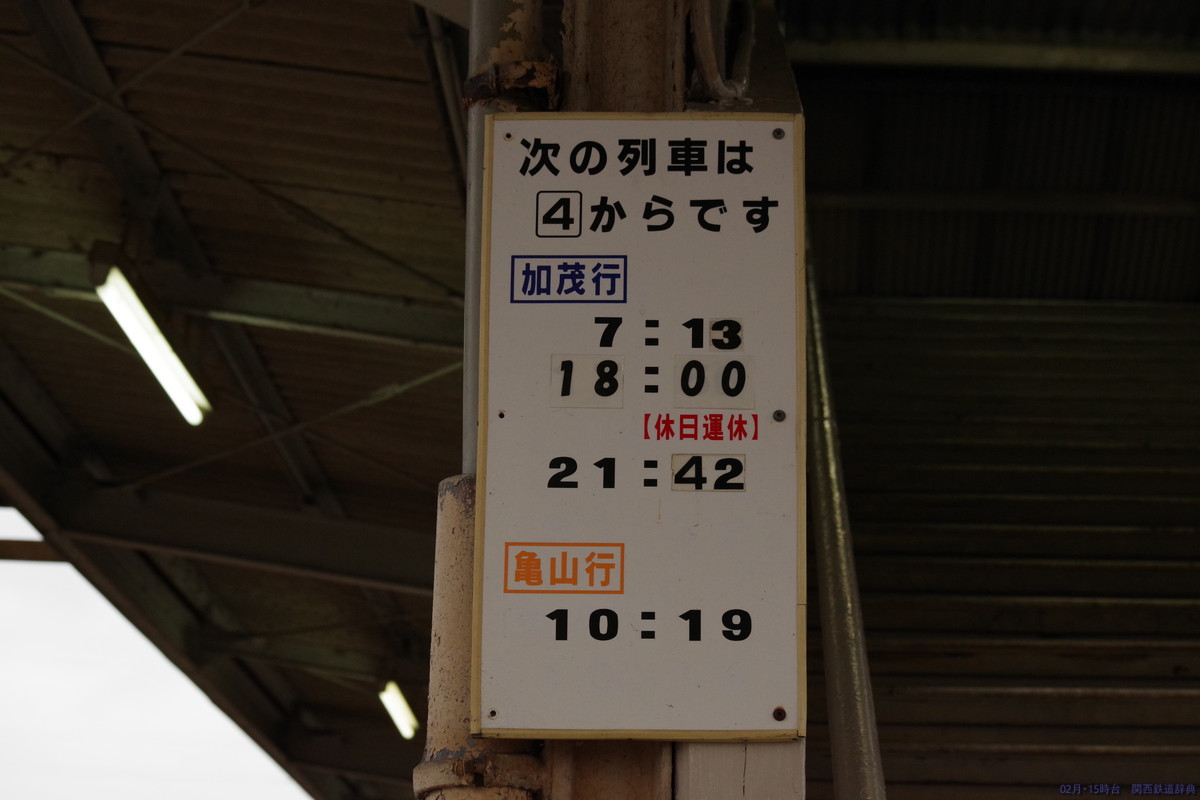 次の列車は
4からです
加茂行
7:13
18:00
【休日運休】
21:42
亀山行
10:19
02月・15時台 関西鉄道辞典